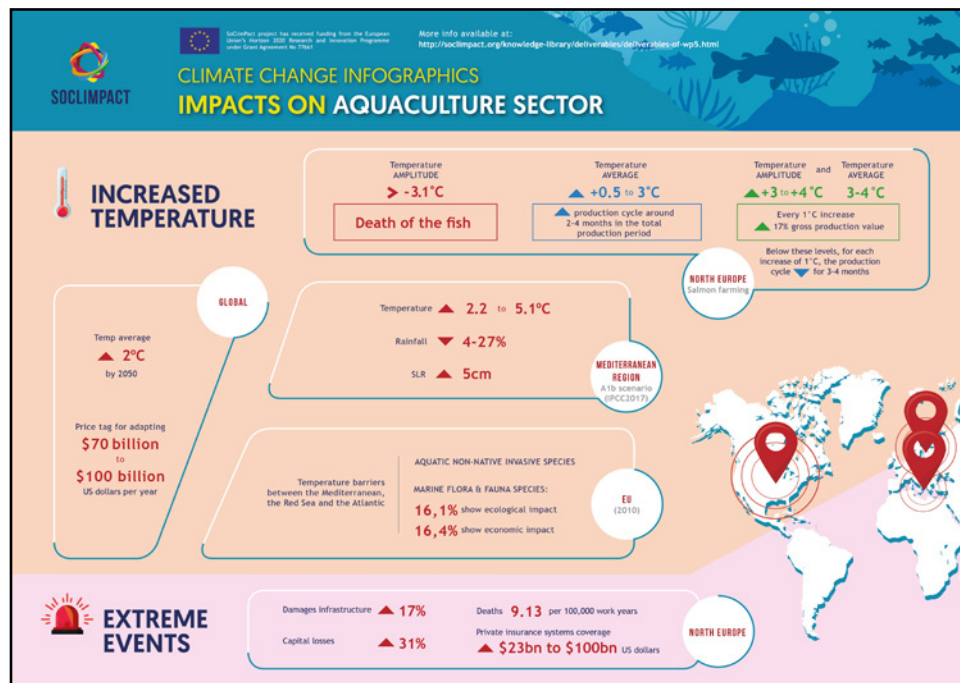 SOCLIMPACT
SoClimPact project has received funding from the European
Union's Horizon 2020 Research and Innovation Programme
under Grant Agreement No 77661
More info available at:
http://soclimpact.org/knowledge-library/deliverables/deliverables-of-wp5.html
CLIMATE CHANGE INFOGRAPHICS
IMPACTS ON AQUACULTURE SECTOR
INCREASED
TEMPERATURE
Temperature
AMPLITUDE
> -3.1°C
Death of the fish
Temperature
AVERAGE
+0.5 to 3°C
production cycle around
2-4 months in the total
production period
Temperature
AMPLITUDE
and
Temperature
AVERAGE
+3 to +4°C
3-4°C
Every 1°C increase
17% gross production value
Below these levels, for each
increase of 1°C, the production
cycle for 3-4 months
NORTH EUROPE
Salmon farming
GLOBAL
Temp average
2°C
by 2050
Price tag for adapting
$70 billion
to
$100 billion
US dollars per year
Temperature 2.2 to 5.1°C
Rainfall 4-27%
SLR 5cm
MEDITERRANEAN
REGION
A1b scenario
(IPCC2017)
Temperature barriers
between the Mediterranean,
the Red Sea and the Atlantic
AQUATIC NON-NATIVE INVASIVE SPECIES
MARINE FLORA & FAUNA SPECIES:
16,1% show ecological impact
16,4% show economic impact
EU
(2010)
EXTREME
EVENTS
Damages infrastructure 17%
Capital losses 31%
Deaths 9.13 per 100,000 work years
Private insurance systems coverage
$23bn to $100bn US dollars
NORTH EUROPE